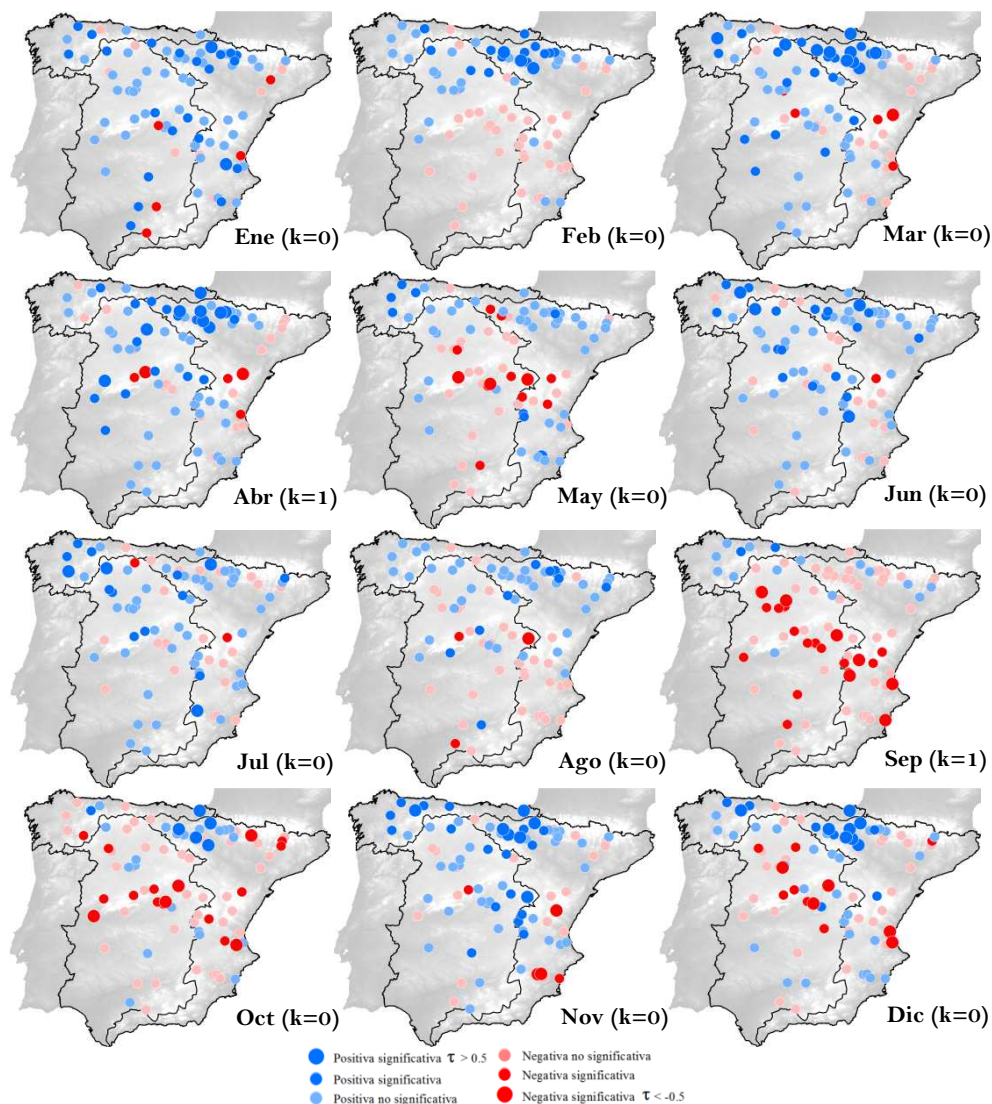 Ene (k=0)
Feb (k=0)
Mar (k=0)
Abr (k=1)
May (k=0)
Jun (k=0)
Jul (k=0)
Ago (k=0)
Sep (k=1)
Oct (k=0)
Nov (k=0)
Dic (k=0)
Positiva significativa τ > 0.5
Positiva significativa
Positiva no significativa
Negativa no significativa
Negativa significativa
Negativa significativa τ < -0.5